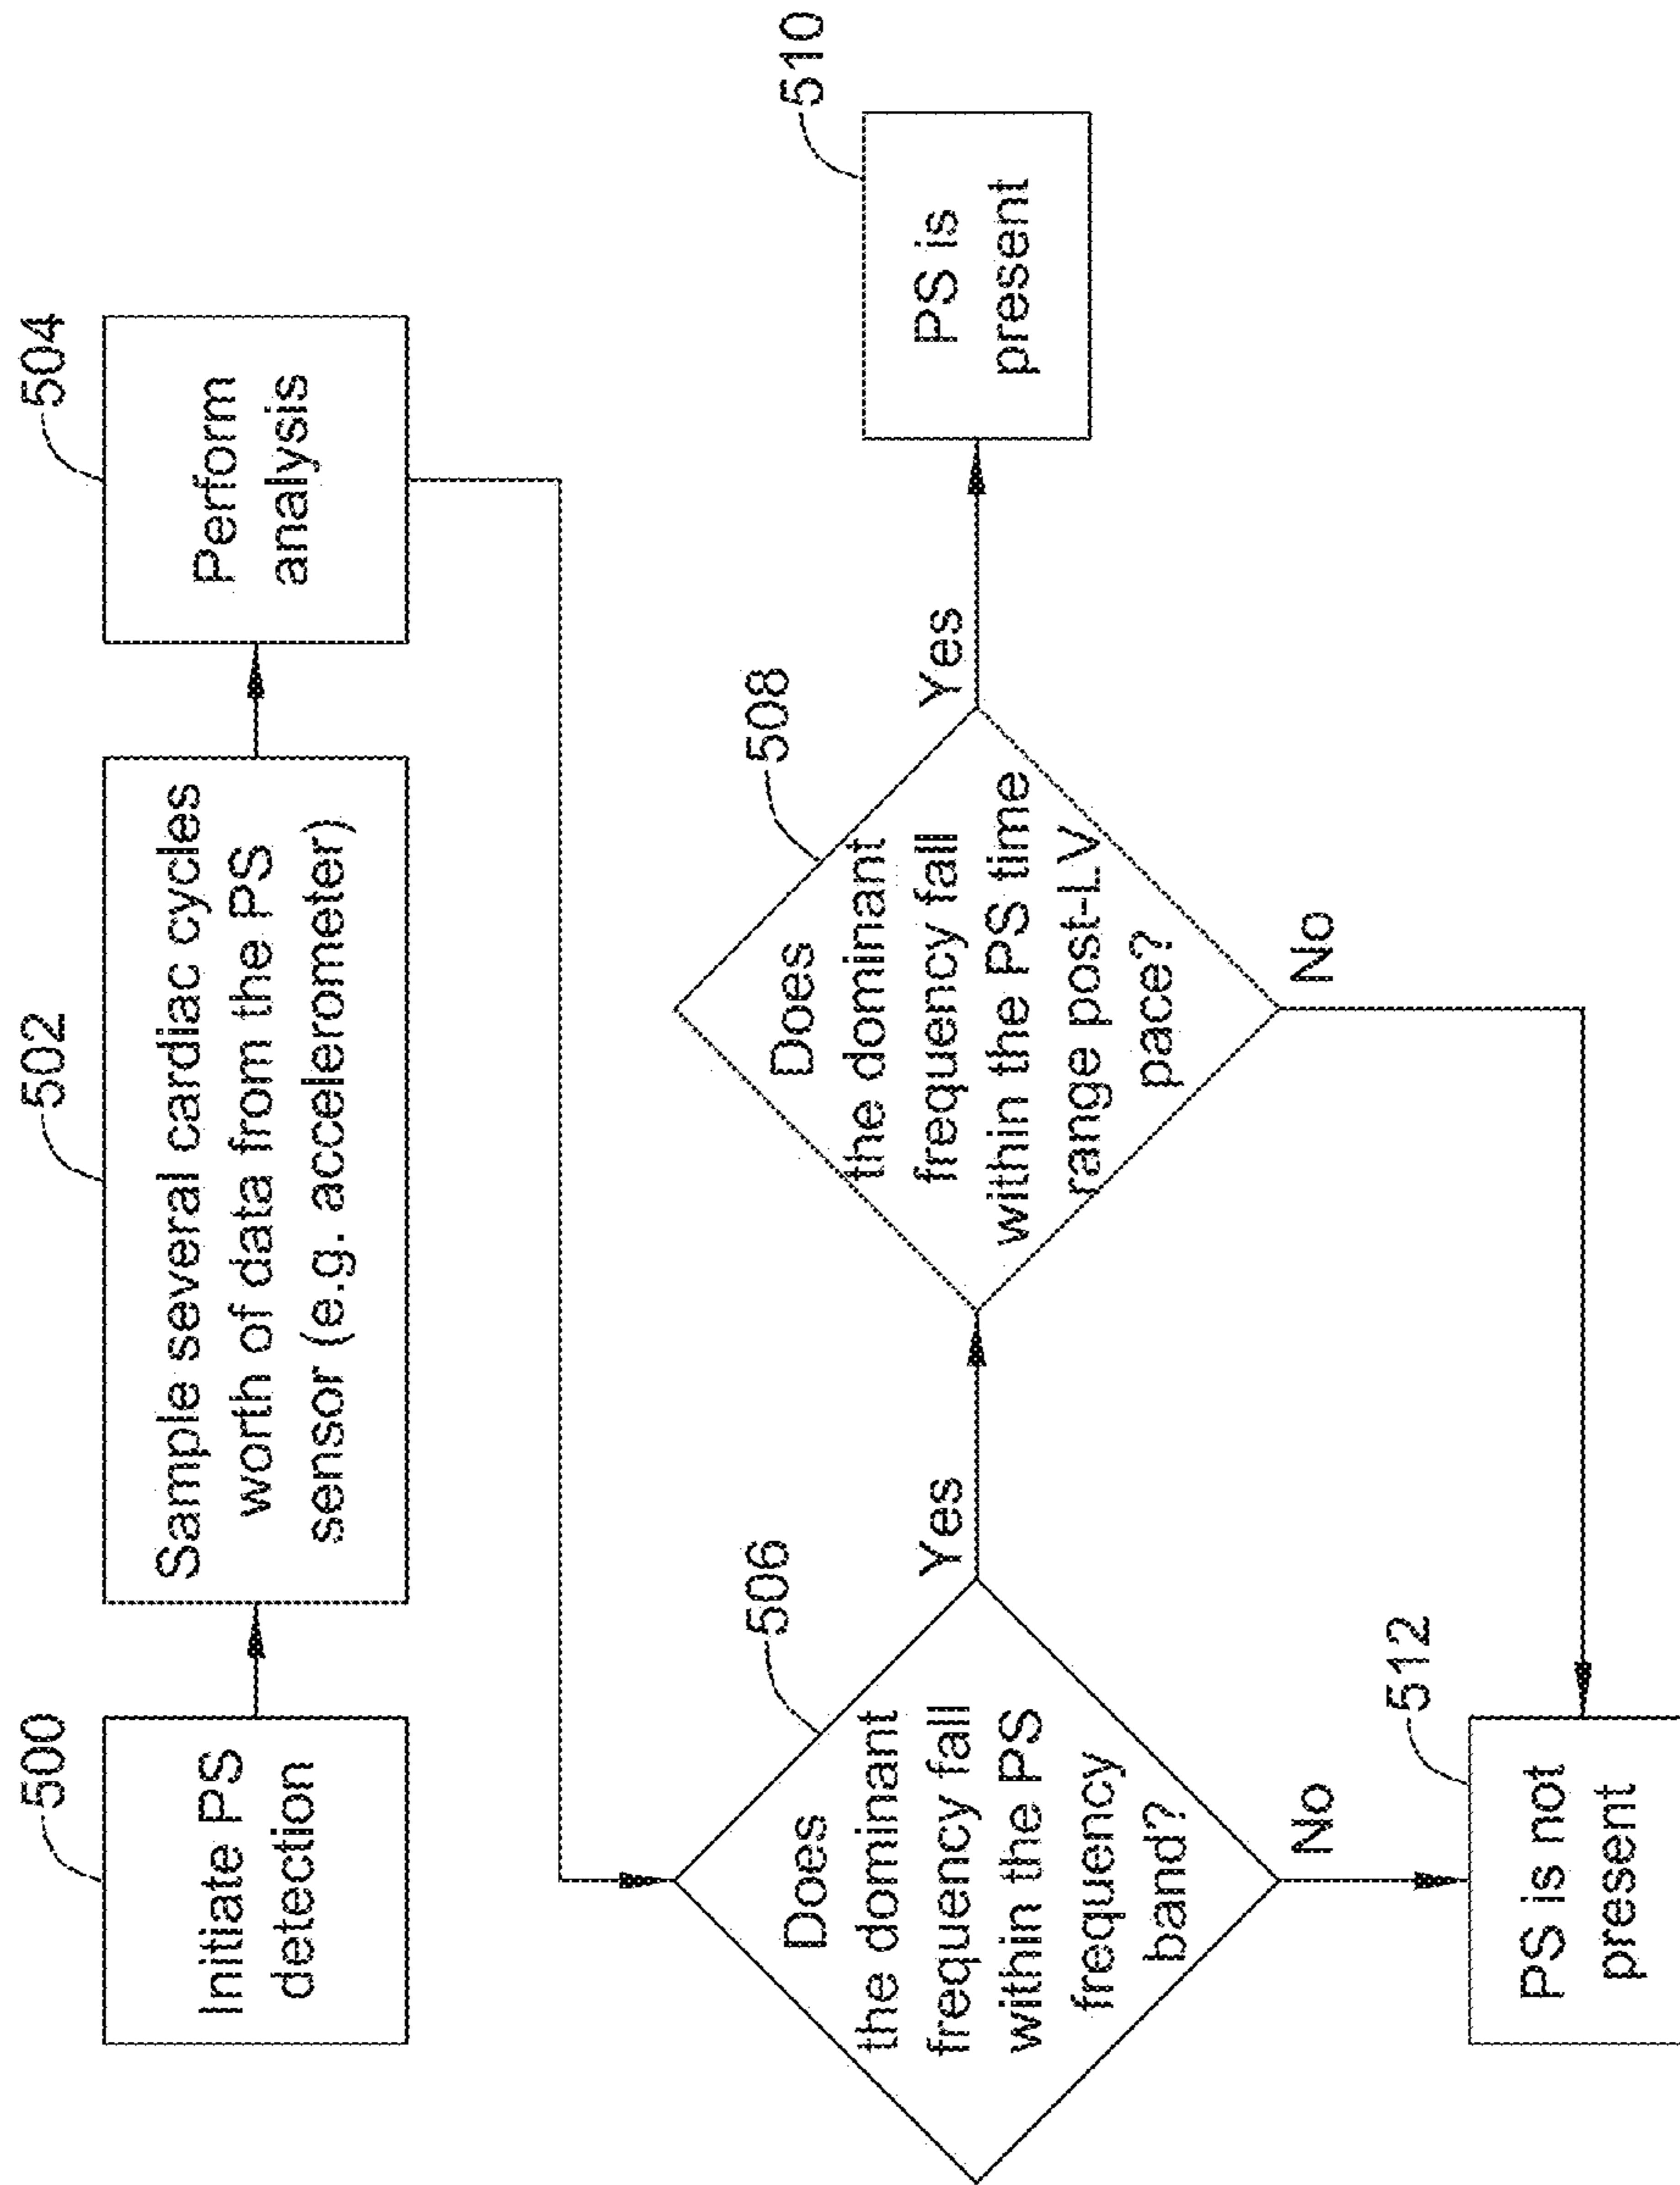 500
Initiate PS
detection
502
Sample several cardiac cycles
worth of data from the PS
sensor (e.g. accelerometer)
504
Perform
analysis
506
Does
the dominant
frequency fall
within the PS
frequency
band?
Yes
No
508
Does
the dominant
frequency fall
within the PS time
range post-LV
pace?
Yes
No
510
PS is
present
512
PS is not
present